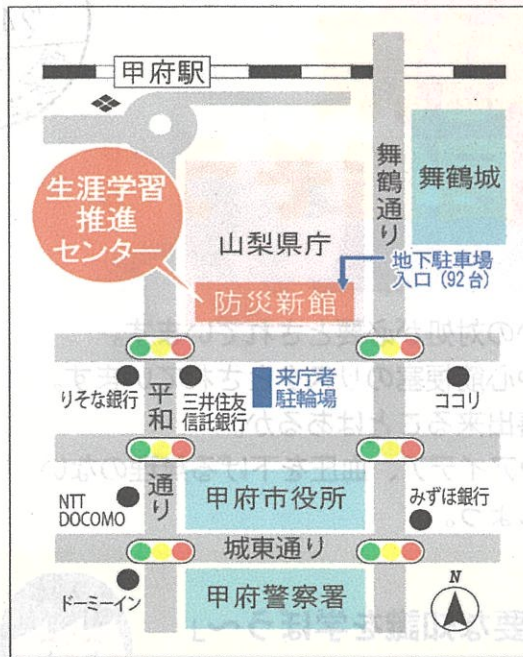 甲府駅
生涯学習
推進
センター
舞鶴通り
舞鶴城
山梨県庁
地下駐車場
入口（92台）
防災新館
りそな銀行
平和通り
三井住友
信託銀行
来庁者
駐輪場
ココリ
NTT
DOCOMO
甲府市役所
みずほ銀行
城東通り
ドーミーイン
甲府警察署
N